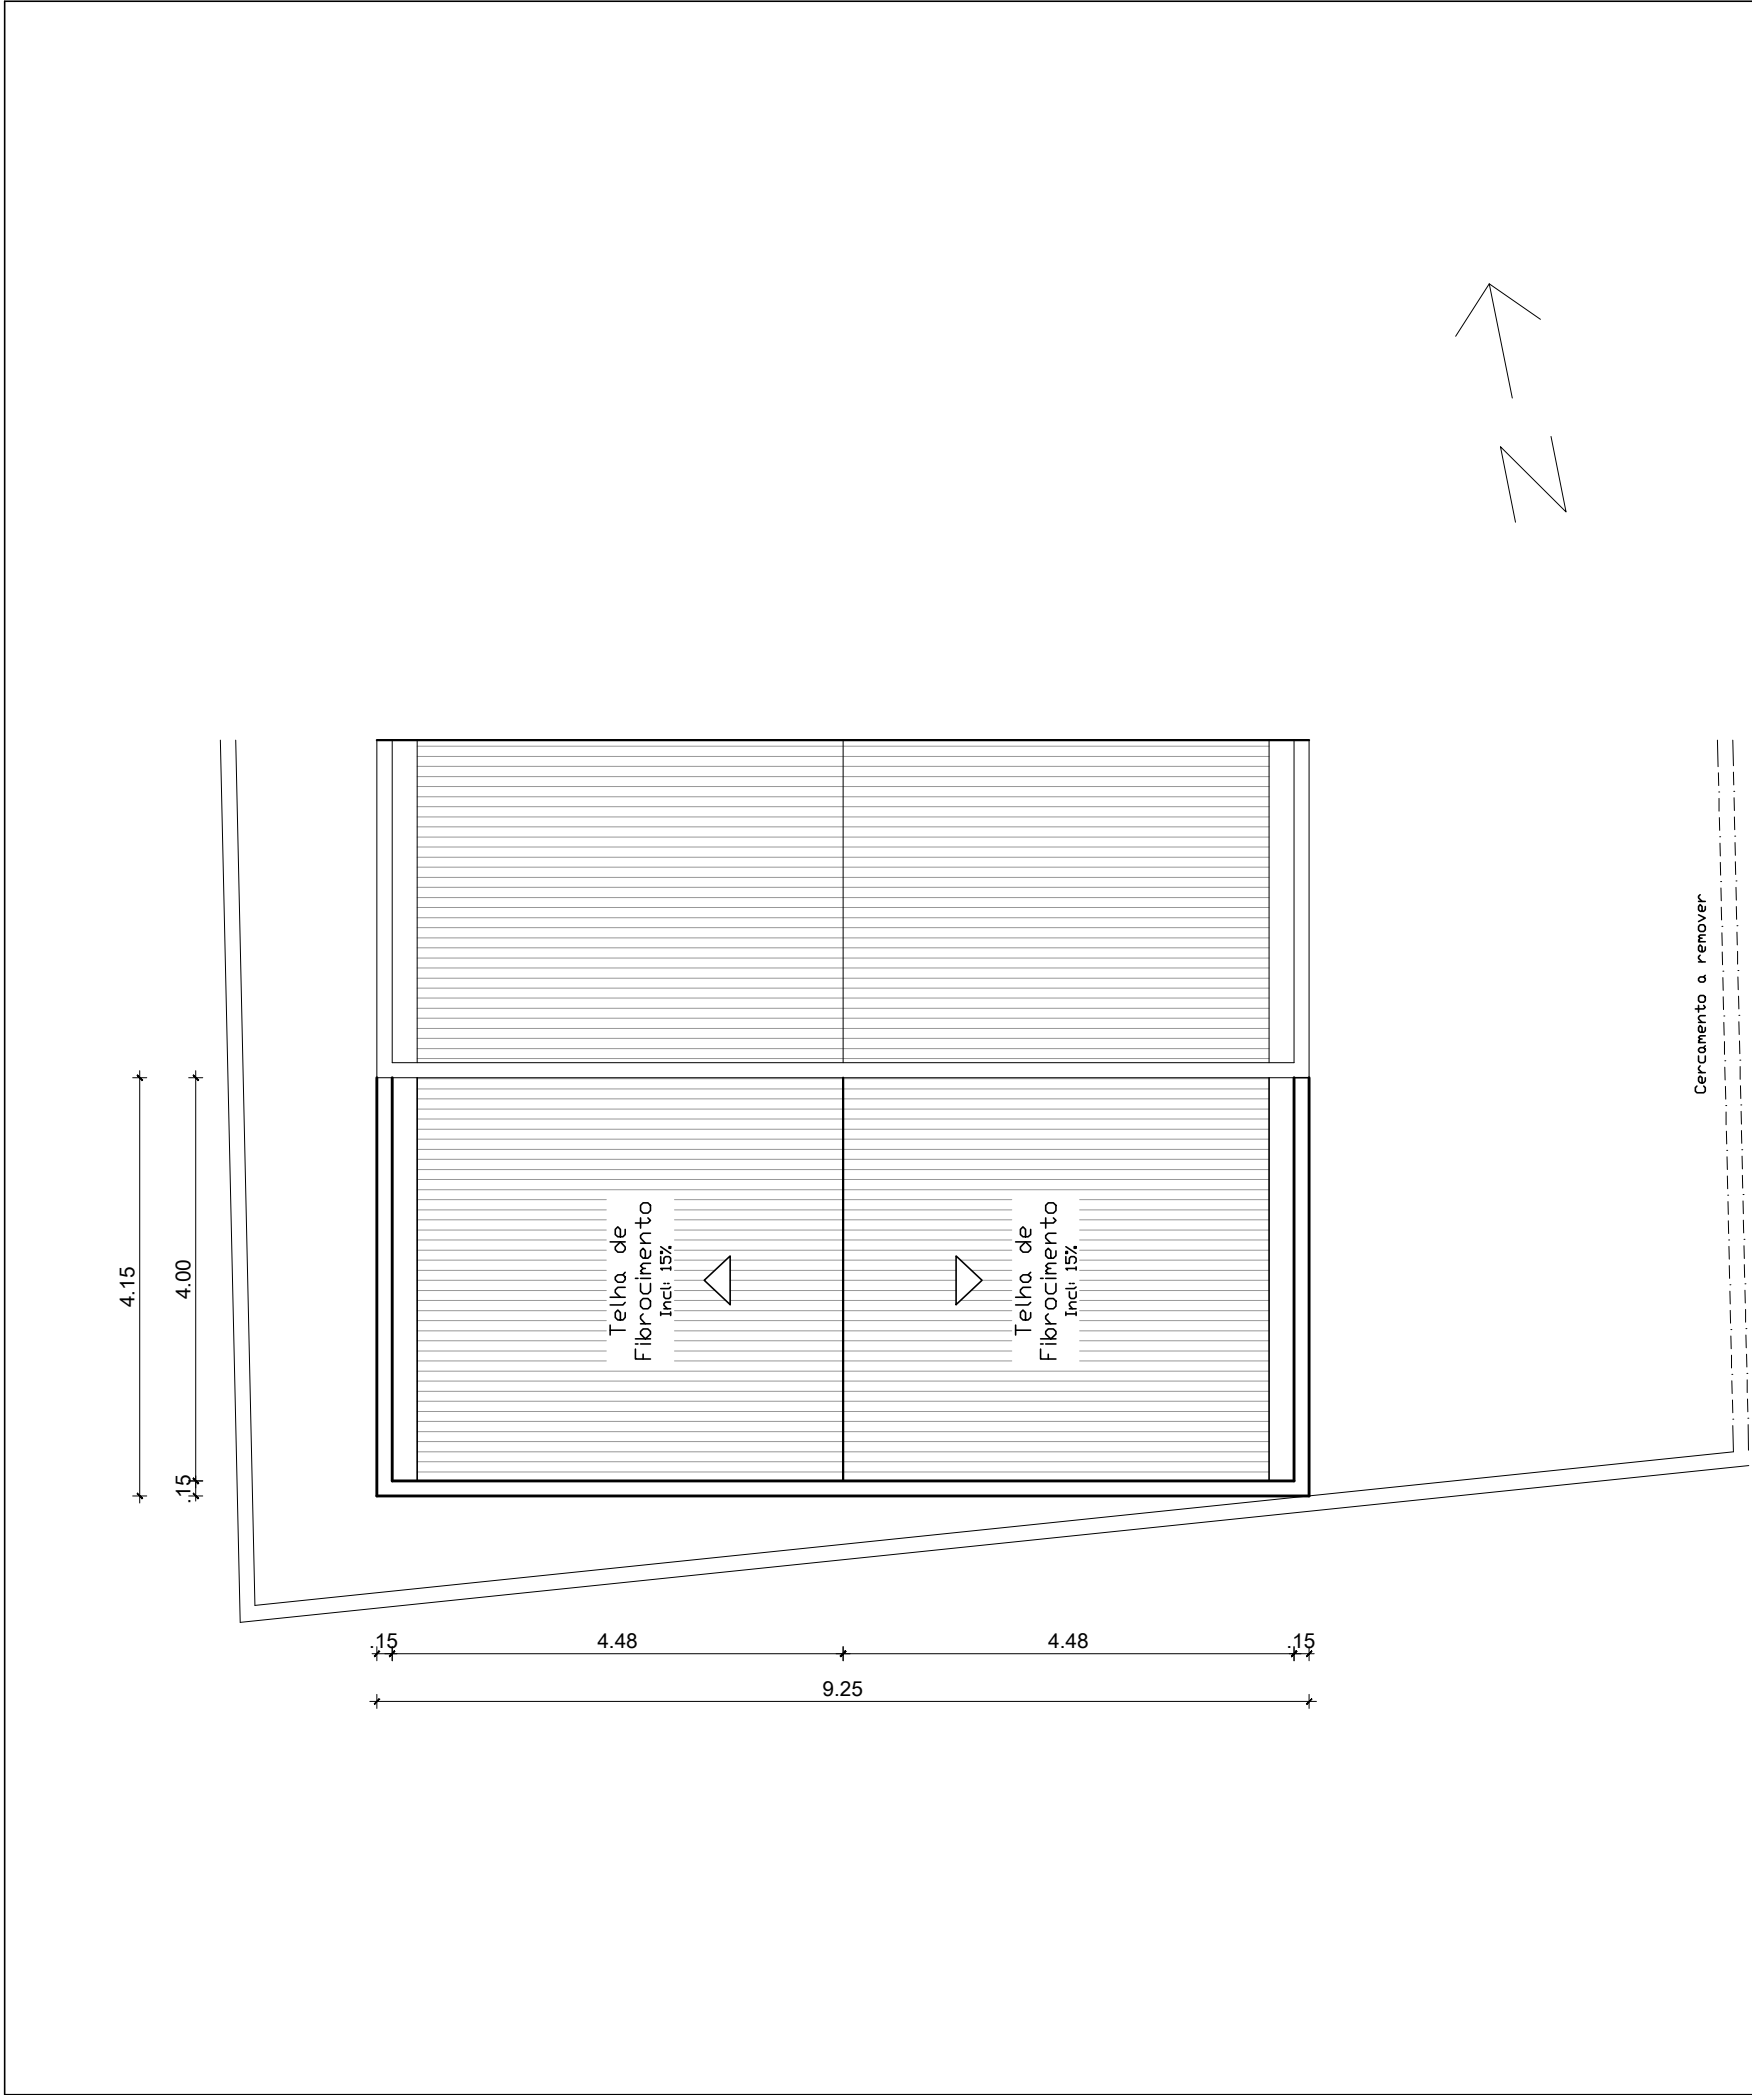 N
Cercamento a remover
4.15
4.00
.15
Telha de
Fibrocimento
Incl: 15%
Telha de
Fibrocimento
Incl: 15%
.15
4.48
4.48
.15
9.25